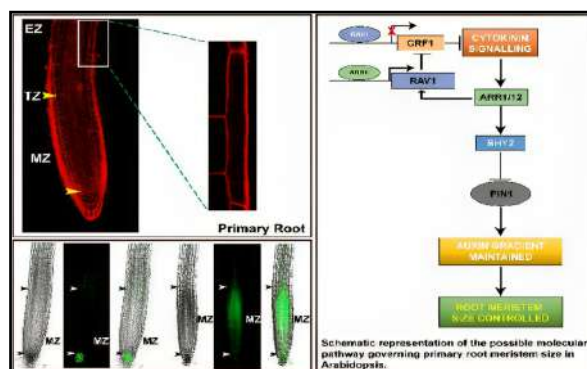 EZ
TZ
MZ
Primary Root
MZ
MZ
MZ
MZ
CRF1
RAV1
CYTOKININ
SIGNALLING
ARR1/12
SHY2
PIN1
AUXIN GRADIENT
MAINTAINED
ROOT MERISTEM
SIZE CONTROLLED
Schematic representation of the possible molecular
pathway governing primary root meristem size in
Arabidopsis.